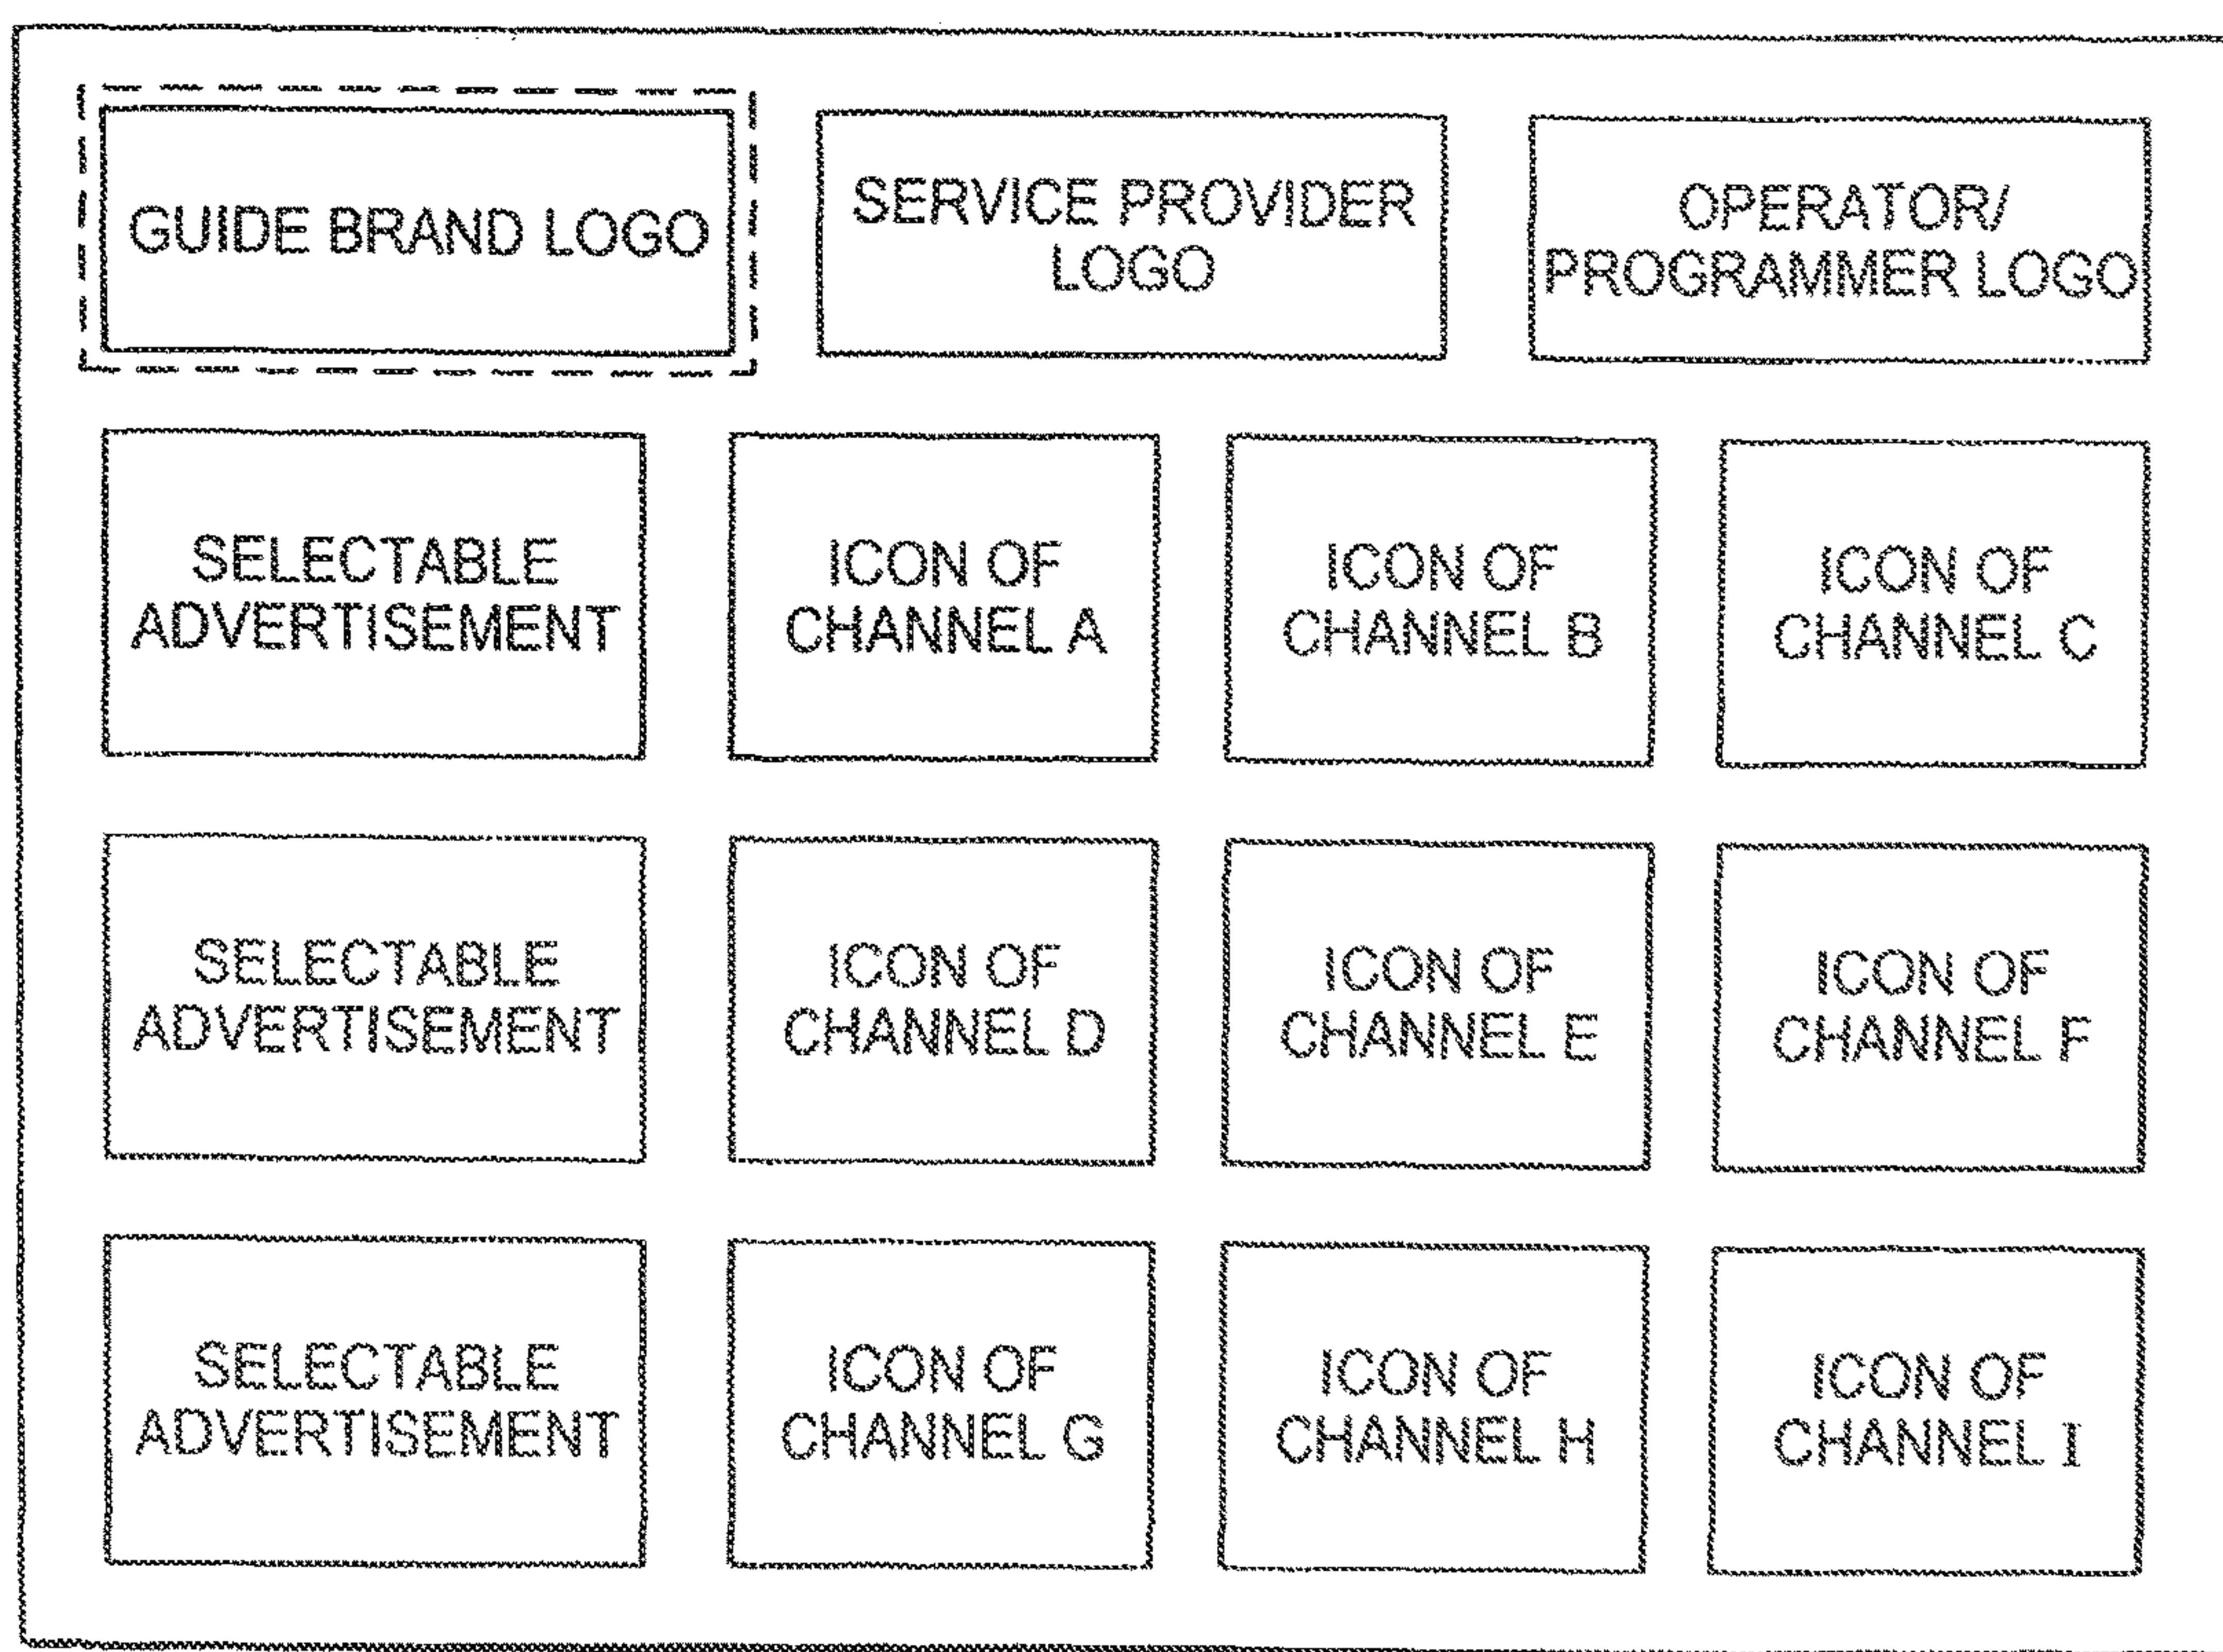 GUIDE BRAND LOGO
SERVICE PROVIDER
LOGO
OPERATOR/
PROGRAMMER LOGO
SELECTABLE
ADVERTISEMENT
ICON OF
CHANNEL A
ICON OF
CHANNEL B
ICON OF
CHANNEL C
SELECTABLE
ADVERTISEMENT
ICON OF
CHANNEL D
ICON OF
CHANNEL E
ICON OF
CHANNEL F
SELECTABLE
ADVERTISEMENT
ICON OF
CHANNEL G
ICON OF
CHANNEL H
ICON OF
CHANNEL I